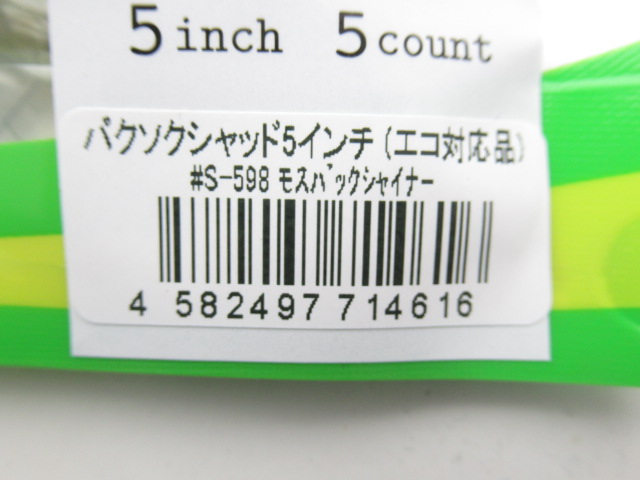 5 inch 5 count
パクソクシャッド5インチ(エコ対応品)
#S-598 モスバックシャイナー
4 582497 714616